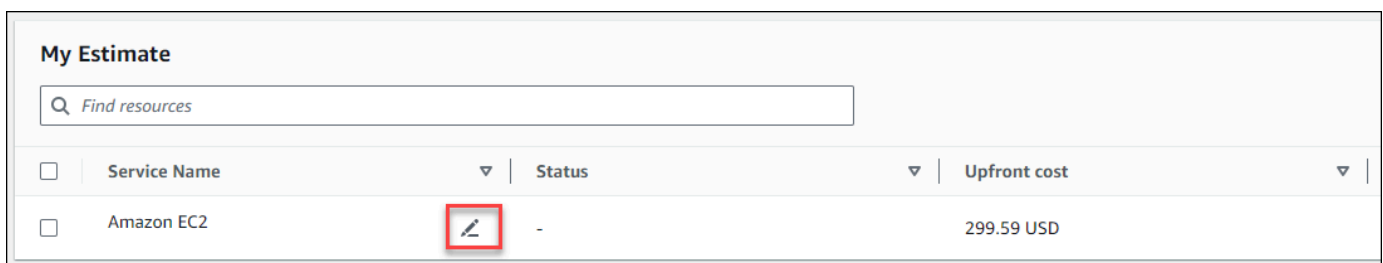 My Estimate
Find resources
Service Name Status Upfront cost
Amazon EC2 - 299.59 USD